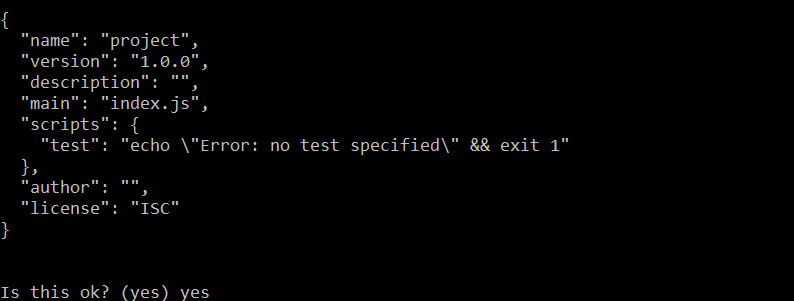 {
  "name": "project",
  "version": "1.0.0",
  "description": "",
  "main": "index.js",
  "scripts": {
    "test": "echo \"Error: no test specified\" && exit 1"
  },
  "author": "",
  "license": "ISC"
}
Is this ok? (yes) yes